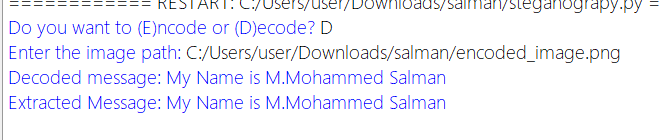 ============ RESTART: C:/Users/user/Downloads/salman/steganograpy.py =
Do you want to (E)ncode or (D)ecode? D
Enter the image path: C:/Users/user/Downloads/salman/encoded_image.png
Decoded message: My Name is M.Mohammed Salman
Extracted Message: My Name is M.Mohammed Salman